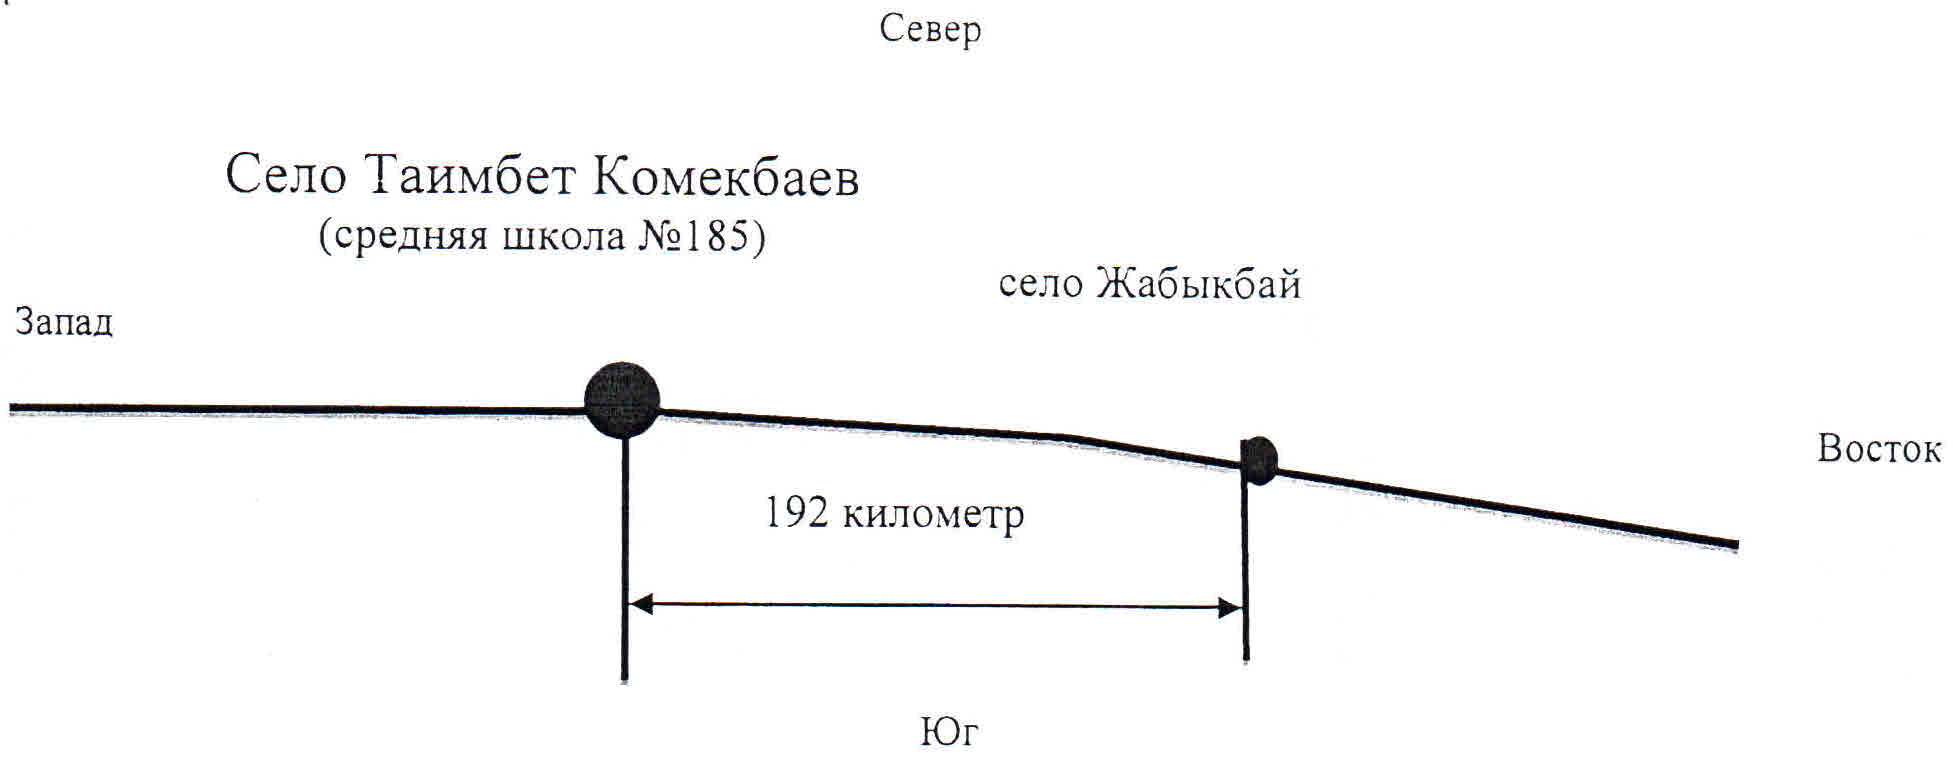 Север
Село Таимбет Комекбаев
(средняя школа №185)
село Жабыкбай
Запад
Восток
192 километр
Юг